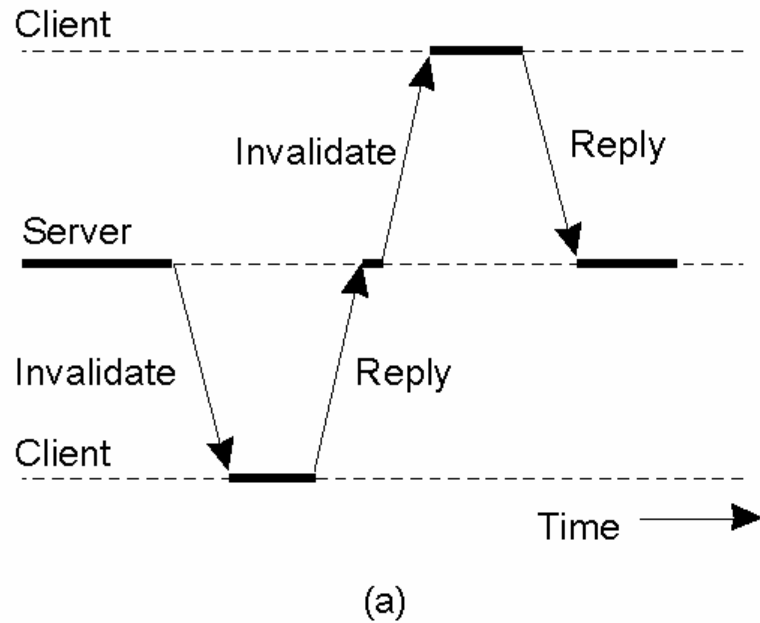 Client
Invalidate
Reply
Server
Invalidate
Reply
Client
Time
(a)